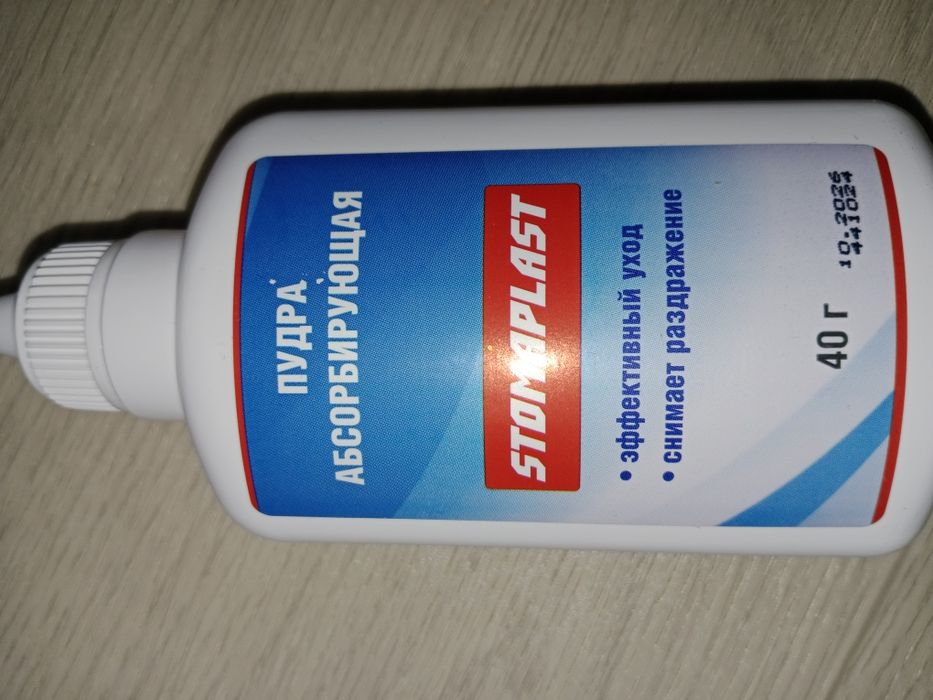 ПУДРА
АБСОРБИРУЮЩАЯ
STOMAPLAST
• эффективный уход
• снимает раздражение
40 г
10.2026
441024